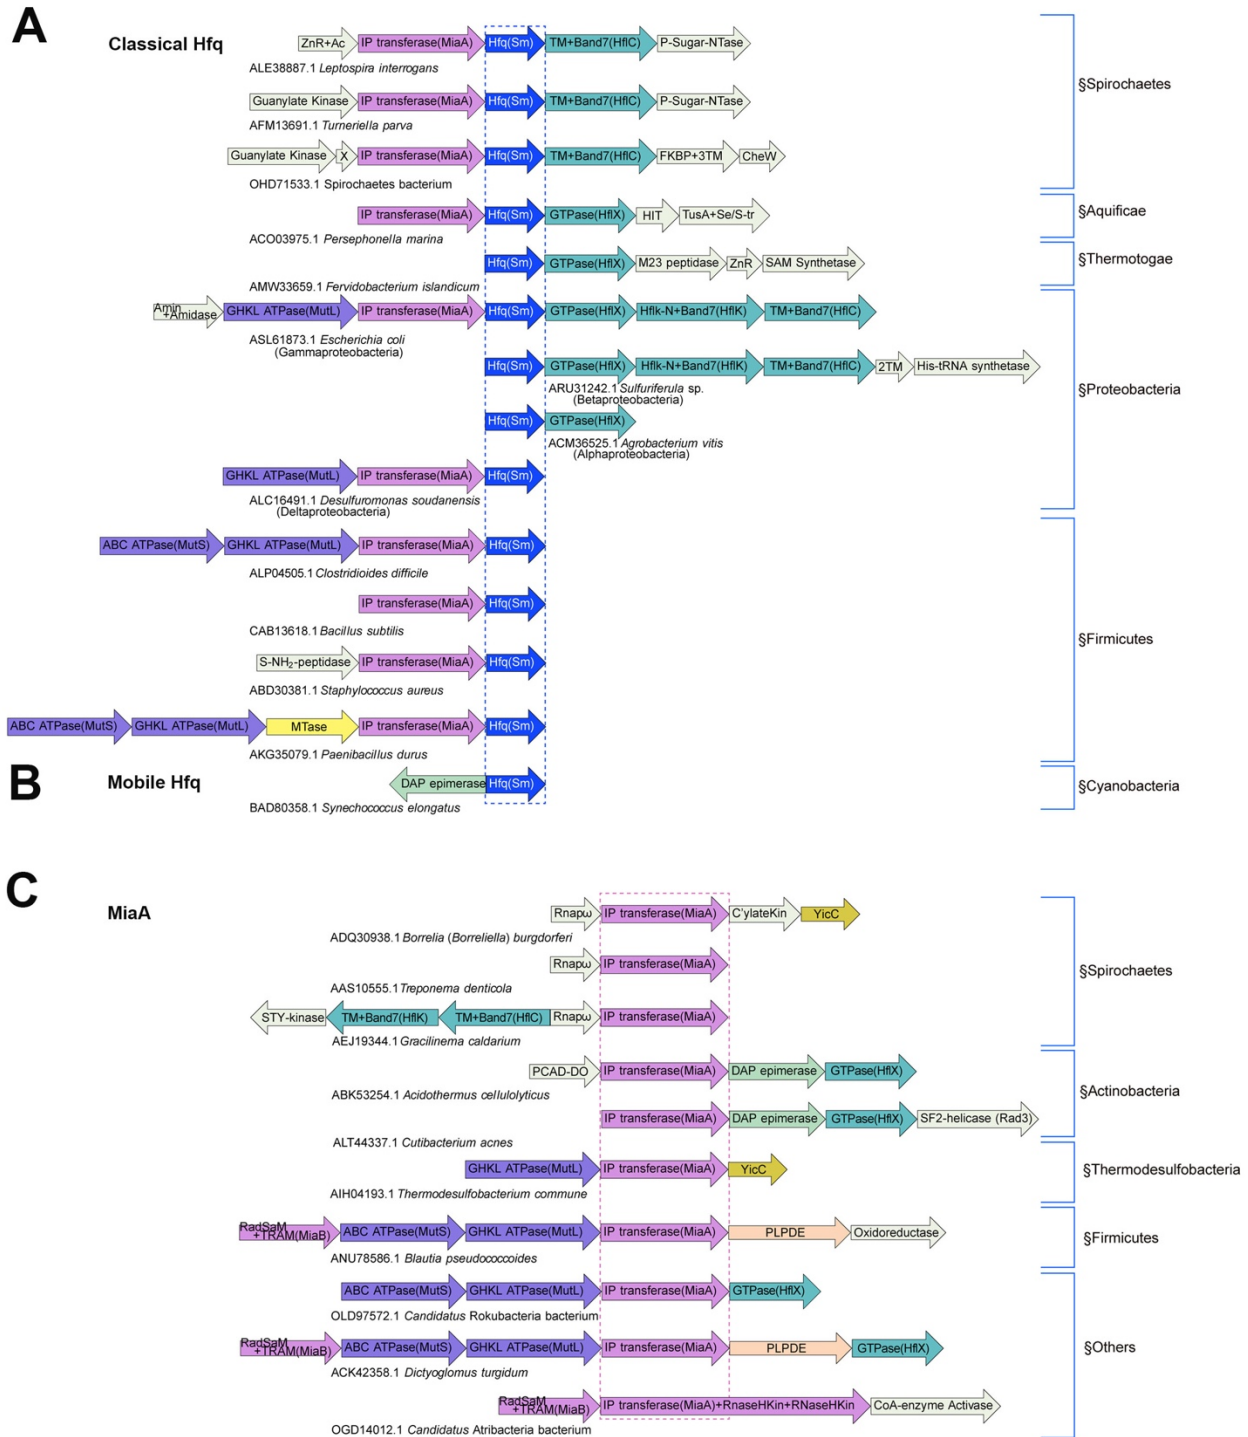 A
Classical Hfq
ZnR+Ac IP transferase(MiaA) Hfq(Sm) TM+Band7(HflC) P-Sugar-NTase
ALE38887.1 Leptospira interrogans
Guanylate Kinase IP transferase(MiaA) Hfq(Sm) TM+Band7(HflC) P-Sugar-NTase
§Spirochaetes
AFM13691.1 Turneriella parva
Guanylate Kinase X IP transferase(MiaA) Hfq(Sm) TM+Band7(HflC) FKBP+3TM CheW
OHD71533.1 Spirochaetes bacterium
IP transferase(MiaA) Hfq(Sm) GTPase(HflX) HIT TusA+Se/S-tr
§Aquificae
ACO03975.1 Persephonella marina
Hfq(Sm) GTPase(HflX) M23 peptidase ZnR SAM Synthetase
§Thermotogae
AMW33659.1 Fervidobacterium islandicum
Amin
+Amidase GHKL ATPase(MutL) IP transferase(MiaA) Hfq(Sm) GTPase(HflX) Hflk-N+Band7(HflK) TM+Band7(HflC)
ASL61873.1 Escherichia coli
(Gammaproteobacteria)
Hfq(Sm) GTPase(HflX) Hflk-N+Band7(HflK) TM+Band7(HflC) 2TM His-tRNA synthetase
ARU31242.1 Sulfuriferula sp.
(Betaproteobacteria)
§Proteobacteria
Hfq(Sm) GTPase(HflX)
ACM36525.1 Agrobacterium vitis
(Alphaproteobacteria)
GHKL ATPase(MutL) IP transferase(MiaA) Hfq(Sm)
ALC16491.1 Desulfuromonas soudanensis
(Deltaproteobacteria)
ABC ATPase(MutS) GHKL ATPase(MutL) IP transferase(MiaA) Hfq(Sm)
ALP04505.1 Clostridioides difficile
IP transferase(MiaA) Hfq(Sm)
CAB13618.1 Bacillus subtilis
§Firmicutes
S-NH₂-peptidase IP transferase(MiaA) Hfq(Sm)
ABD30381.1 Staphylococcus aureus
ABC ATPase(MutS) GHKL ATPase(MutL) MTase IP transferase(MiaA) Hfq(Sm)
AKG35079.1 Paenibacillus durus
B
Mobile Hfq
DAP epimerase Hfq(Sm)
§Cyanobacteria
BAD80358.1 Synechococcus elongatus
C
MiaA
Rnapω IP transferase(MiaA) C'ylateKin YicC
ADQ30938.1 Borrelia (Borreliella) burgdorferi
Rnapω IP transferase(MiaA)
§Spirochaetes
AAS10555.1 Treponema denticola
STY-kinase TM+Band7(HflK) TM+Band7(HflC) Rnapω IP transferase(MiaA)
AEJ19344.1 Gracilinema caldarium
PCAD-DO IP transferase(MiaA) DAP epimerase GTPase(HflX)
ABK53254.1 Acidothermus cellulolyticus
§Actinobacteria
IP transferase(MiaA) DAP epimerase GTPase(HflX) SF2-helicase (Rad3)
ALT44337.1 Cutibacterium acnes
GHKL ATPase(MutL) IP transferase(MiaA) YicC
§Thermodesulfobacteria
AIH04193.1 Thermodesulfobacterium commune
RadSaM
+TRAM(MiaB) ABC ATPase(MutS) GHKL ATPase(MutL) IP transferase(MiaA) PLPDE Oxidoreductase
§Firmicutes
ANU78586.1 Blautia pseudococcoides
ABC ATPase(MutS) GHKL ATPase(MutL) IP transferase(MiaA) GTPase(HflX)
OLD97572.1 Candidatus Rokubacteria bacterium
RadSaM
+TRAM(MiaB) ABC ATPase(MutS) GHKL ATPase(MutL) IP transferase(MiaA) PLPDE GTPase(HflX)
§Others
ACK42358.1 Dictyoglomus turgidum
RadSaM
+TRAM(MiaB) IP transferase(MiaA)+RnaseHKin+RNaseHKin CoA-enzyme Activase
OGD14012.1 Candidatus Atribacteria bacterium